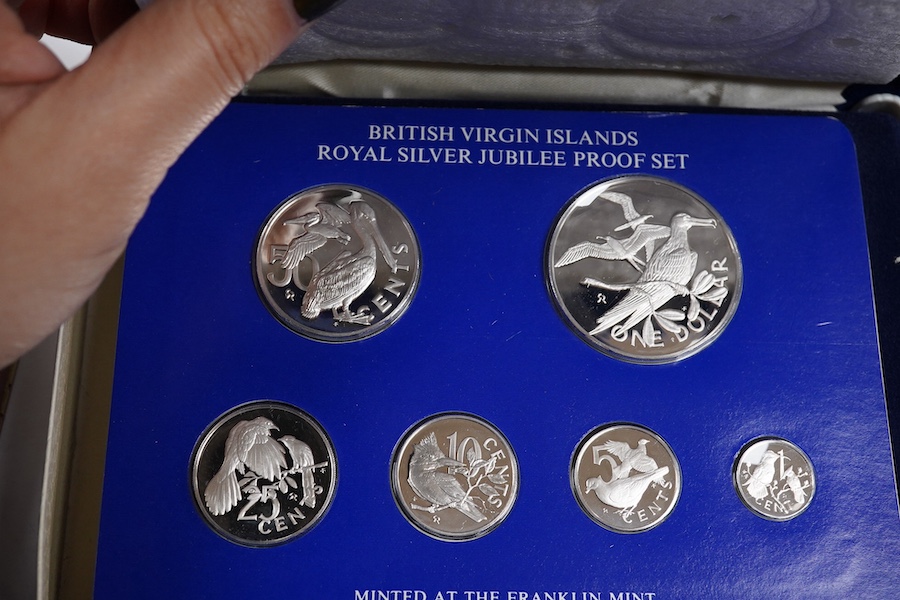 BRITISH VIRGIN ISLANDS
ROYAL SILVER JUBILEE PROOF SET
50 CENTS
ONE DOLLAR
25 CENTS
10 CENTS
5 CENTS
1 CENT
MINTED AT THE FRANKLIN MINT